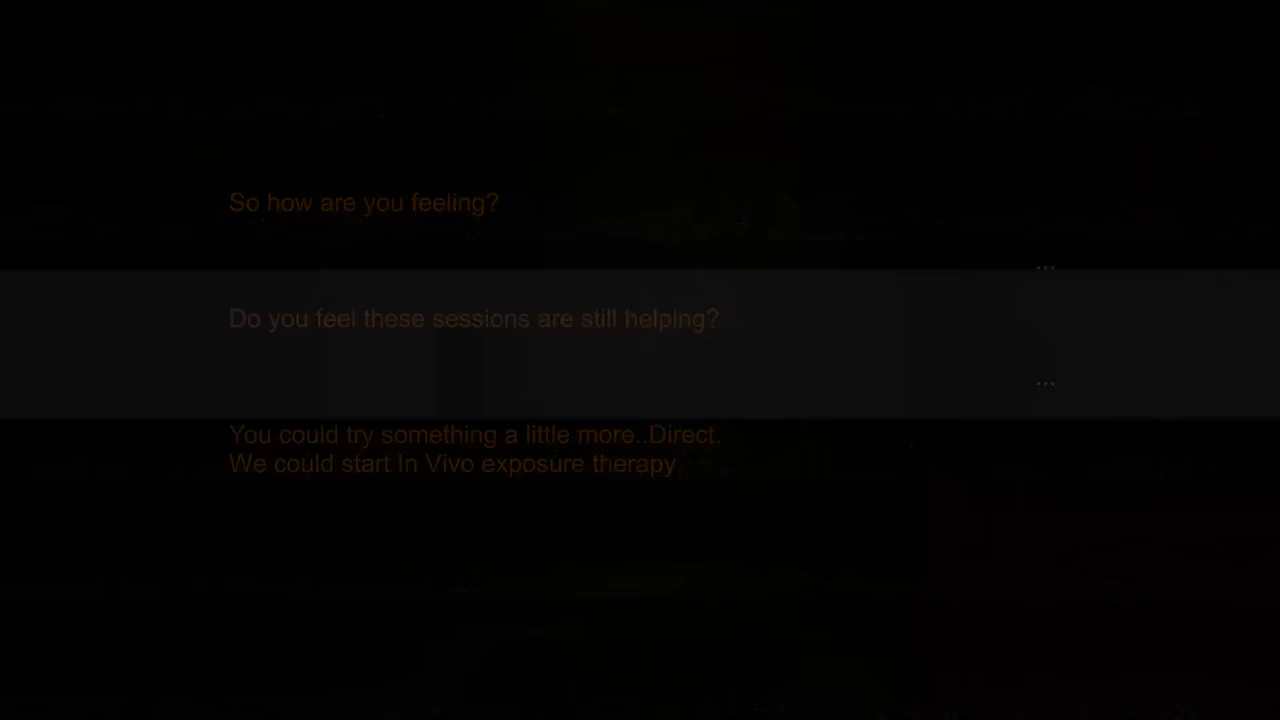 So how are you feeling?
...
Do you feel these sessions are still helping?
...
You could try something a little more..Direct.
We could start In Vivo exposure therapy